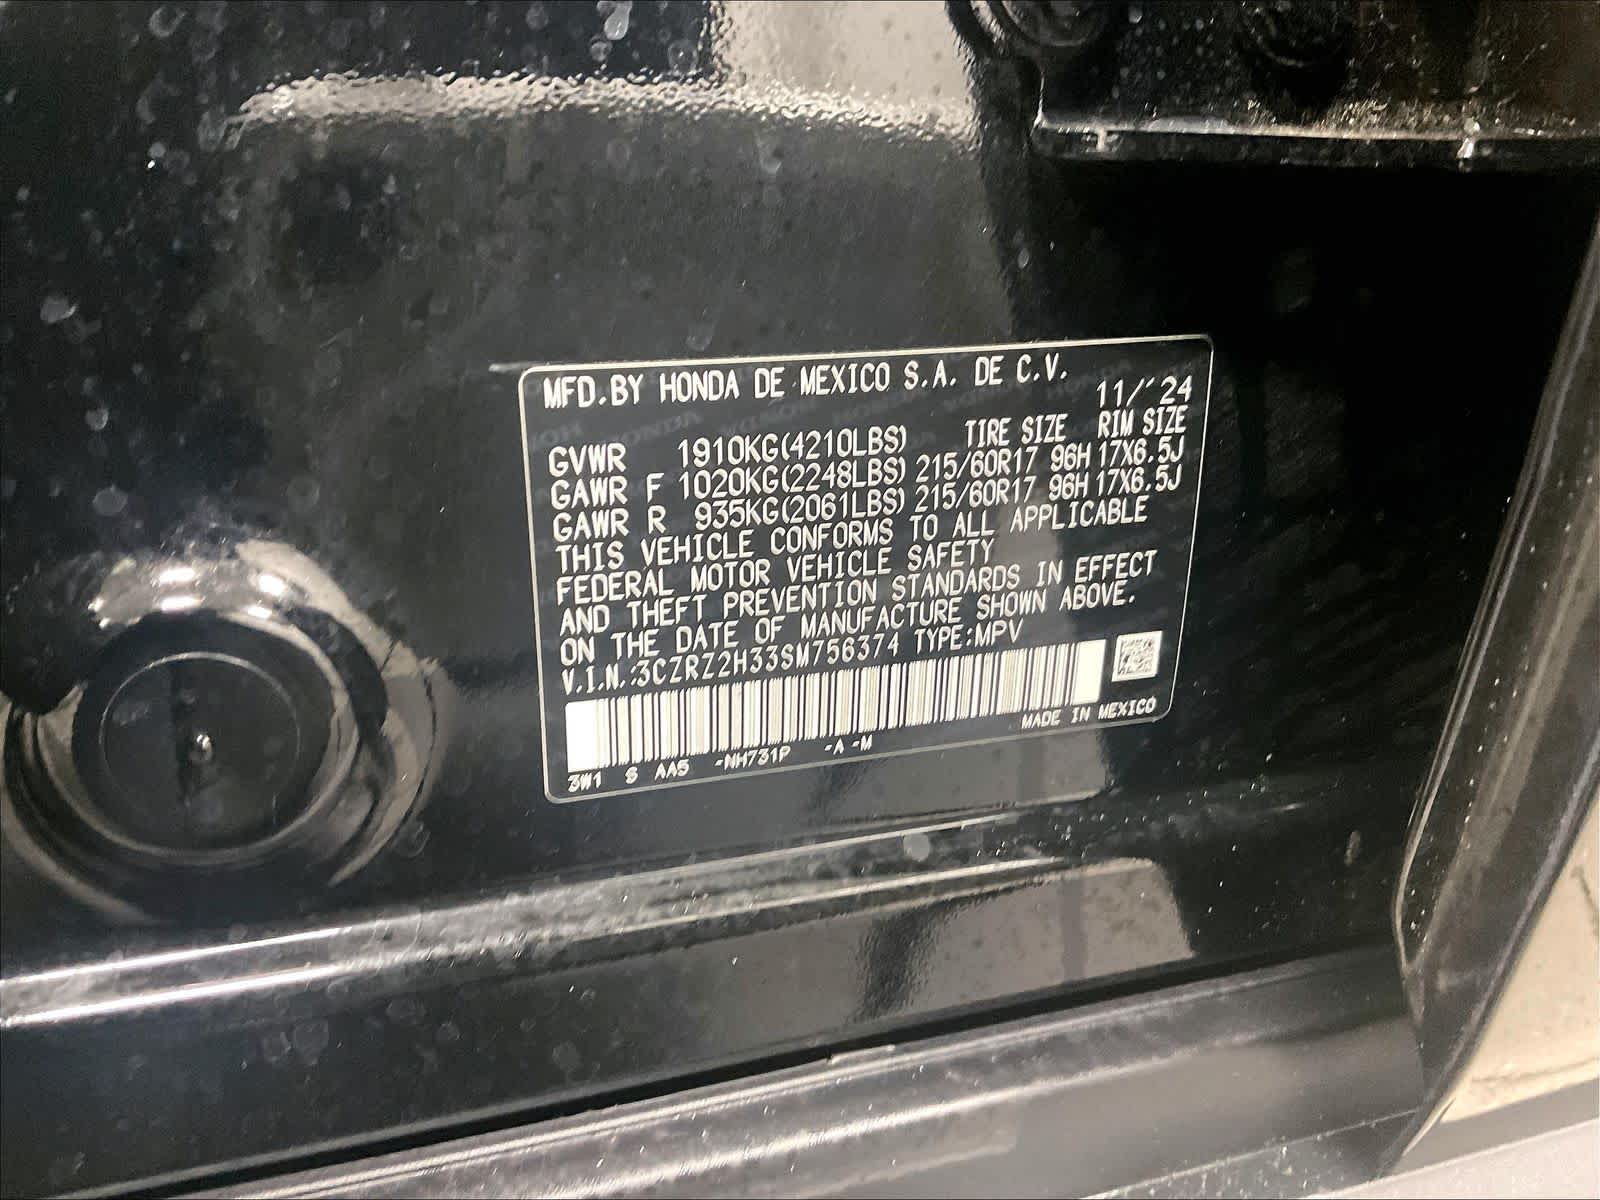 MFD.BY HONDA DE MEXICO S.A. DE C.V.
11/'24
GVWR 1910KG(4210LBS) TIRE SIZE RIM SIZE
GAWR F 1020KG(2248LBS) 215/60R17 96H 17X6.5J
GAWR R 935KG(2061LBS) 215/60R17 96H 17X6.5J
THIS VEHICLE CONFORMS TO ALL APPLICABLE
FEDERAL MOTOR VEHICLE SAFETY
AND THEFT PREVENTION STANDARDS IN EFFECT
ON THE DATE OF MANUFACTURE SHOWN ABOVE.
V.I.N.:3CZRZ2H33SM756374 TYPE:MPV
MADE IN MEXICO
3W1 S AA5 -NH731P -A -M